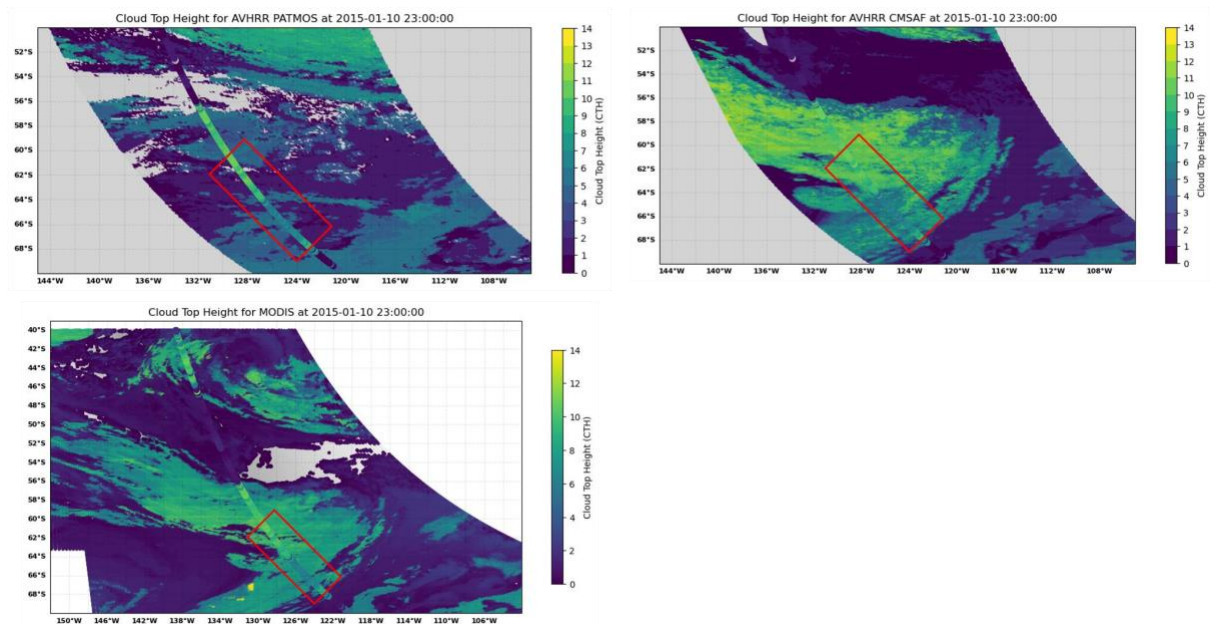 Cloud Top Height for AVHRR PATMOS at 2015-01-10 23:00:00
52°S
54°S
56°S
58°S
60°S
62°S
64°S
66°S
68°S
144°W 140°W 136°W 132°W 128°W 124°W 120°W 116°W 112°W 108°W
14
13
12
11
10
9
8
7
6
5
4
3
2
1
0
Cloud Top Height (CTH)
Cloud Top Height for AVHRR CMSAF at 2015-01-10 23:00:00
52°S
54°S
56°S
58°S
60°S
62°S
64°S
66°S
68°S
144°W 140°W 136°W 132°W 128°W 124°W 120°W 116°W 112°W 108°W
14
13
12
11
10
9
8
7
6
5
4
3
2
1
0
Cloud Top Height (CTH)
Cloud Top Height for MODIS at 2015-01-10 23:00:00
40°S
42°S
44°S
46°S
48°S
50°S
52°S
54°S
56°S
58°S
60°S
62°S
64°S
66°S
68°S
150°W 146°W 142°W 138°W 134°W 130°W 126°W 122°W 118°W 114°W 110°W 106°W
14
12
10
8
6
4
2
0
Cloud Top Height (CTH)